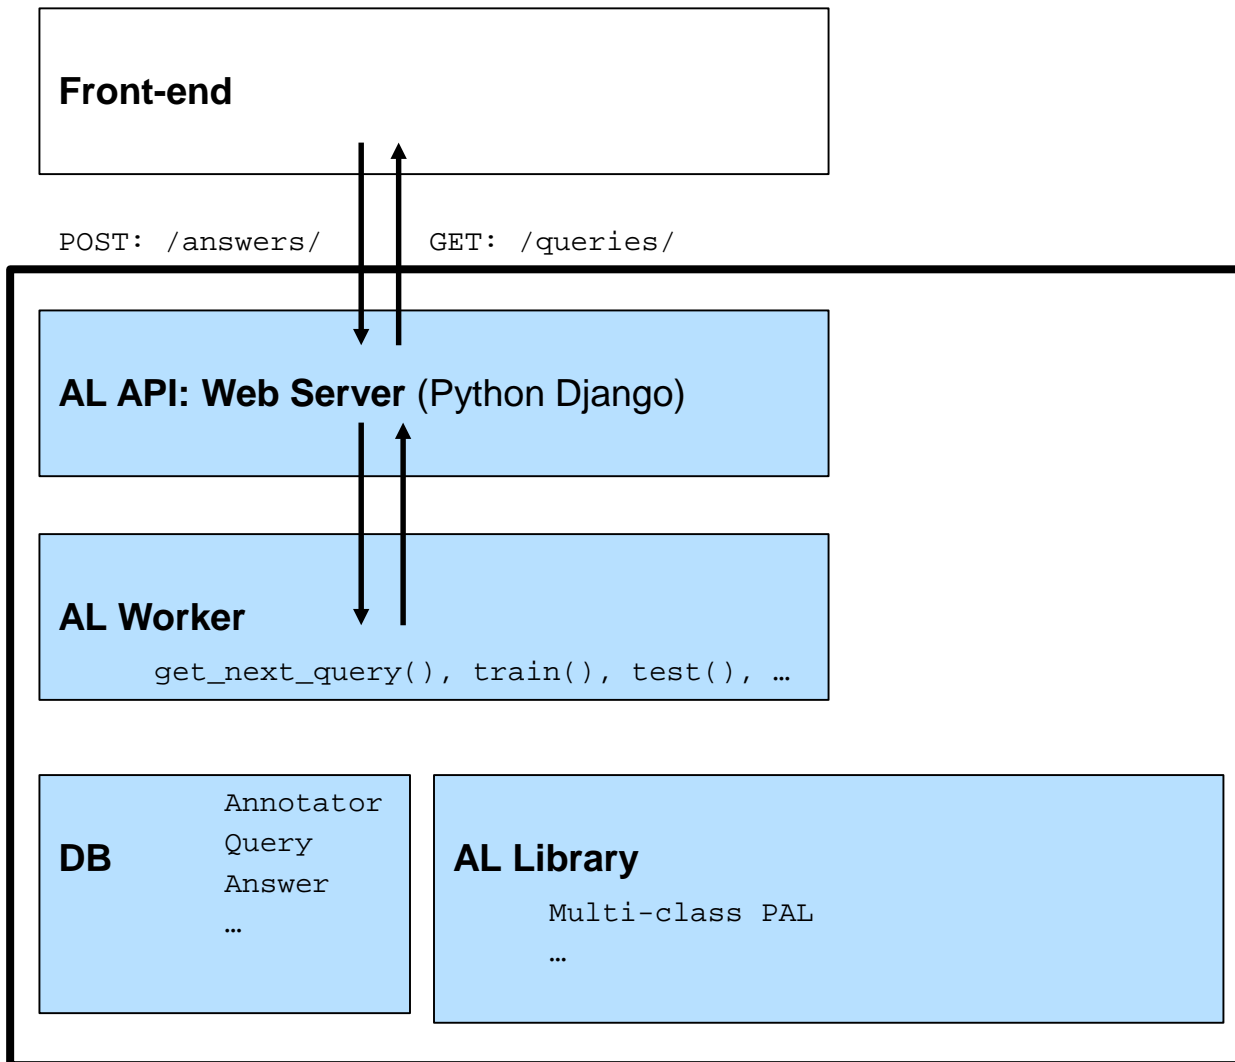 Front-end
POST: /answers/
GET: /queries/
AL API: Web Server (Python Django)
AL Worker
get_next_query(), train(), test(), …
DB
Annotator
Query
Answer
…
AL Library
Multi-class PAL
…